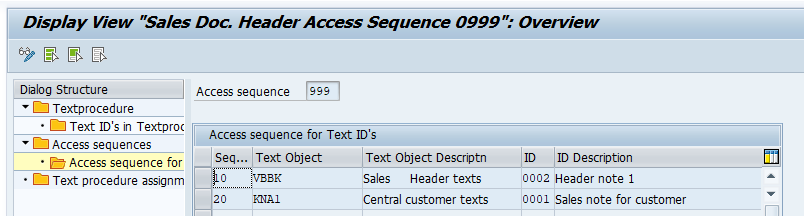 Display View "Sales Doc. Header Access Sequence 0999": Overview
Dialog Structure
Textprocedure
Text ID's in Textproc
Access sequences
Access sequence for
Text procedure assignm
Access sequence 999
Access sequence for Text ID's
Seq... Text Object Text Object Descriptn ID ID Description
10 VBBK Sales Header texts 0002 Header note 1
20 KNA1 Central customer texts 0001 Sales note for customer